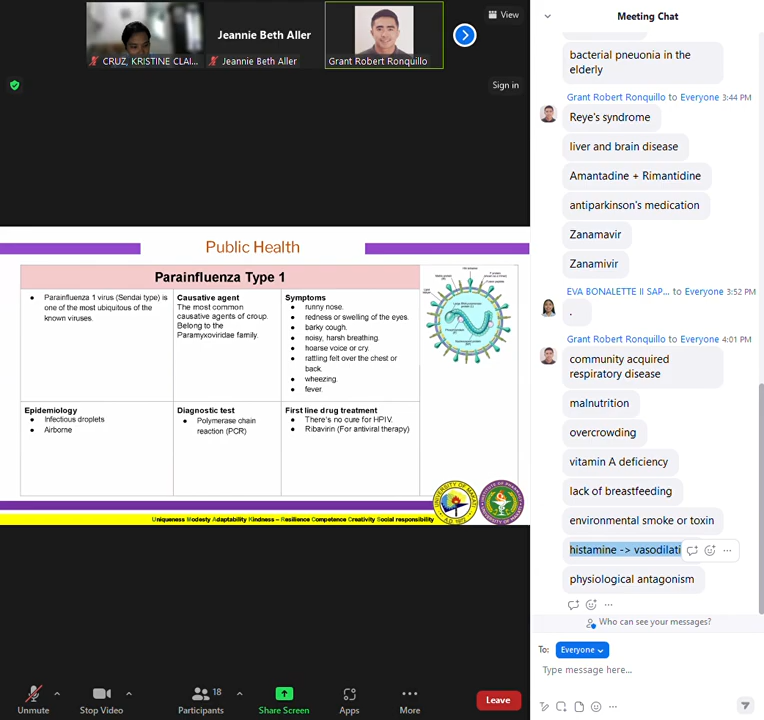 View
Meeting Chat
CRUZ, KRISTINE CLAI...
Jeannie Beth Aller
Jeannie Beth Aller
Grant Robert Ronquillo
Sign in
Public Health
Parainfluenza Type 1
Parainfluenza 1 virus (Sendai type) is
one of the most ubiquitous of the
known viruses.
Causative agent
The most common
causative agents of croup.
Belong to the
Paramyxoviridae family.
Symptoms
runny nose.
redness or swelling of the eyes.
barky cough.
noisy, harsh breathing.
hoarse voice or cry.
rattling felt over the chest or
back.
wheezing.
fever.
Epidemiology
Infectious droplets
Airborne
Diagnostic test
Polymerase chain
reaction (PCR)
First line drug treatment
There's no cure for HPIV.
Ribavirin (For antiviral therapy)
Uniqueness Modesty Adaptability Kindness – Resilience Competence Creativity Social responsibility
Unmute
Stop Video
18
Participants
Share Screen
Apps
More
Leave
bacterial pneuonia in the
elderly
Grant Robert Ronquillo to Everyone 3:44 PM
Reye's syndrome
liver and brain disease
Amantadine + Rimantidine
antiparkinson's medication
Zanamavir
Zanamivir
EVA BONALETTE II SAP... to Everyone 3:52 PM
.
Grant Robert Ronquillo to Everyone 4:01 PM
community acquired
respiratory disease
malnutrition
overcrowding
vitamin A deficiency
lack of breastfeeding
environmental smoke or toxin
histamine -> vasodilati
physiological antagonism
Who can see your messages?
To: Everyone
Type message here...